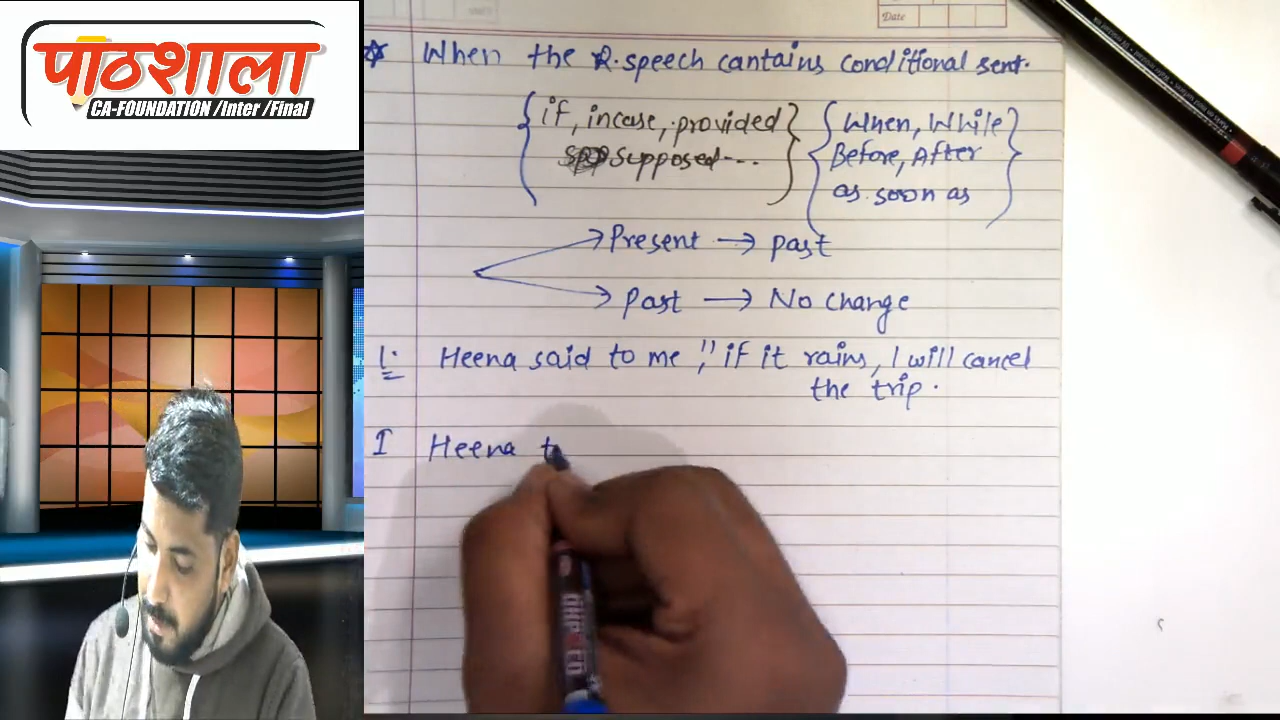 पाठशाला
CA-FOUNDATION /Inter /Final
Date
☆ When the R. speech cantains conditional sent.
{if, incase, provided supposed---} {When, While Before, After as soon as}
Present → past
past → No change
1. Heena said to me ," if it rains, I will cancel
the trip.
I Heena t